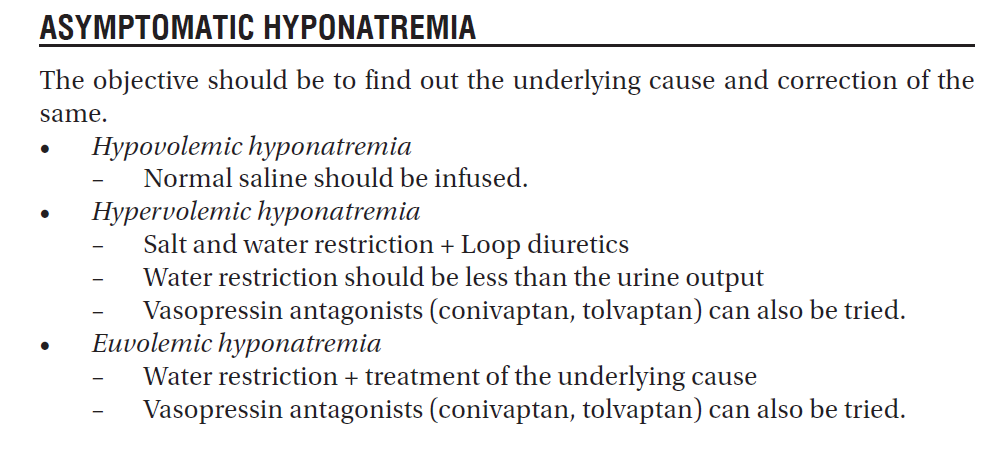 ASYMPTOMATIC HYPONATREMIA
The objective should be to find out the underlying cause and correction of the
same.
• Hypovolemic hyponatremia
– Normal saline should be infused.
• Hypervolemic hyponatremia
– Salt and water restriction + Loop diuretics
– Water restriction should be less than the urine output
– Vasopressin antagonists (conivaptan, tolvaptan) can also be tried.
• Euvolemic hyponatremia
– Water restriction + treatment of the underlying cause
– Vasopressin antagonists (conivaptan, tolvaptan) can also be tried.